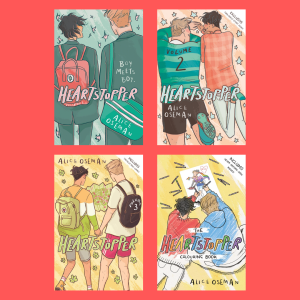 BOY
MEETS
BOY.
HEARTSTOPPER
ALICE
OSEMAN
VOLUME
2
HEARTSTOPPER
ALICE
OSEMAN
ALICE OSEMAN
3
HEARTSTOPPER
THE
HEARTSTOPPER
COLOURING BOOK
ALICE OSEMAN